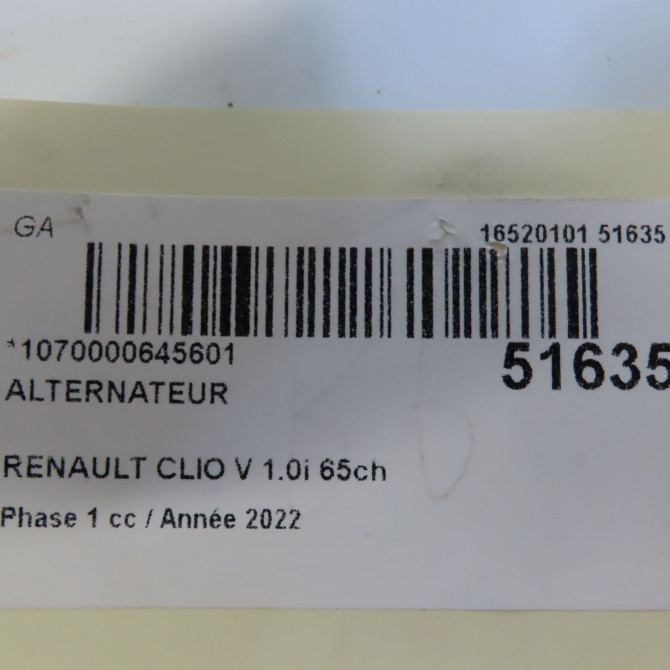 GA
16520101 51635
*1070000645601
51635
ALTERNATEUR
RENAULT CLIO V 1.0i 65ch
Phase 1 cc / Année 2022